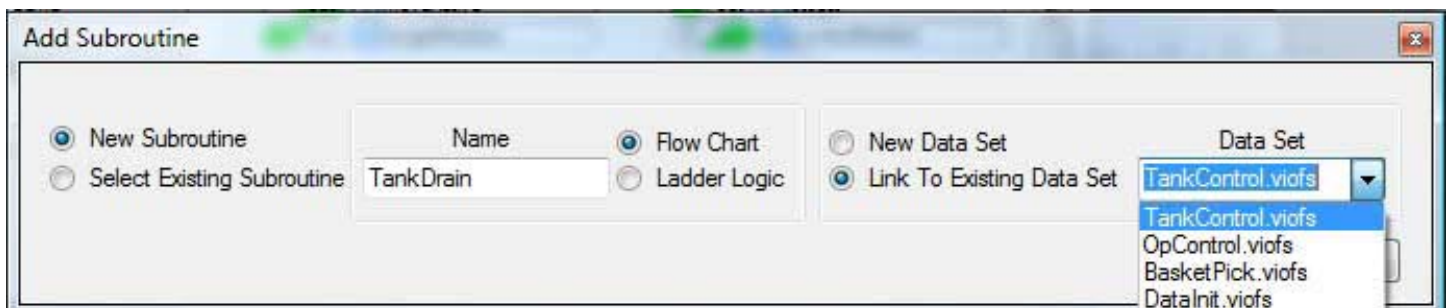 Add Subroutine
New Subroutine
Select Existing Subroutine
Name
TankDrain
Flow Chart
Ladder Logic
New Data Set
Link To Existing Data Set
Data Set
TankControl.viofs
TankControl.viofs
OpControl.viofs
BasketPick.viofs
DataInit.viofs